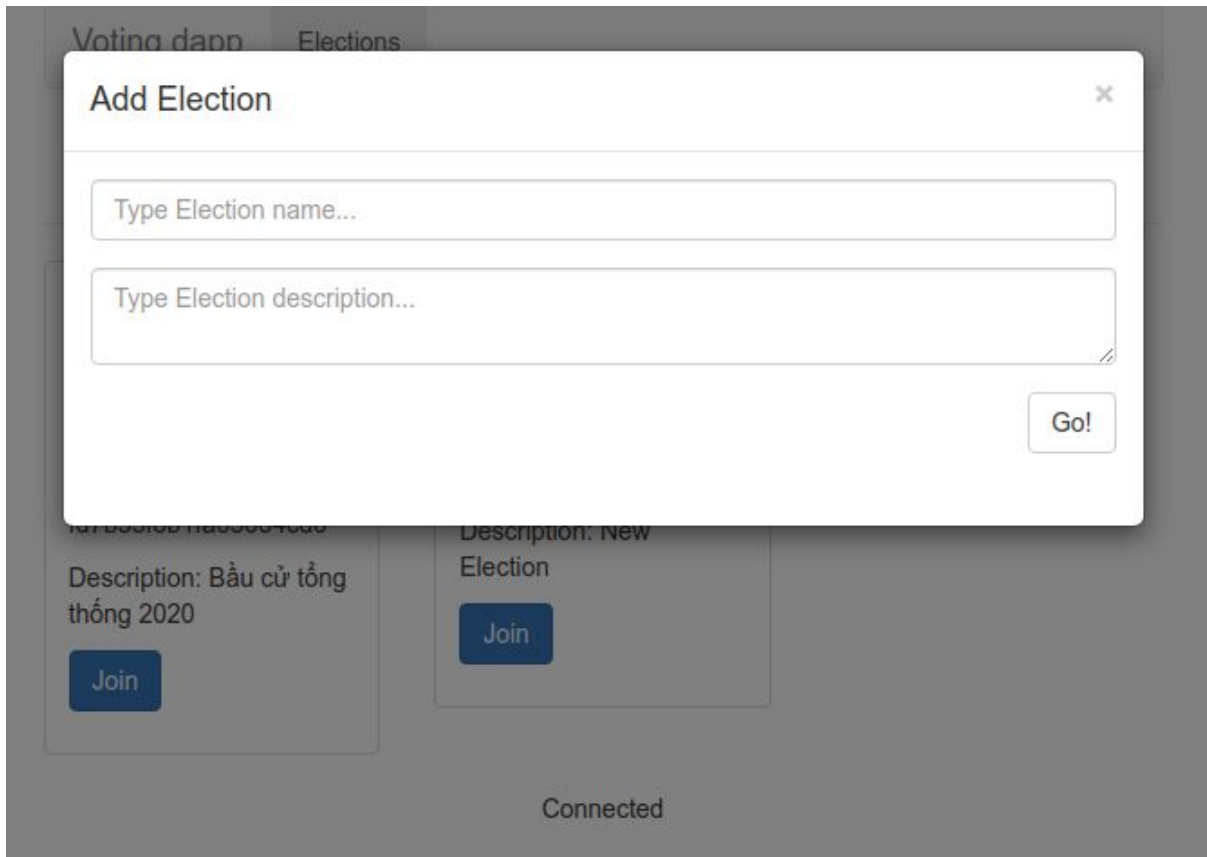 Voting dapp Elections
Add Election ×
Type Election name...
Type Election description...
Go!
Description: New
Election
Description: Bầu cử tổng
thống 2020
Join
Join
Connected